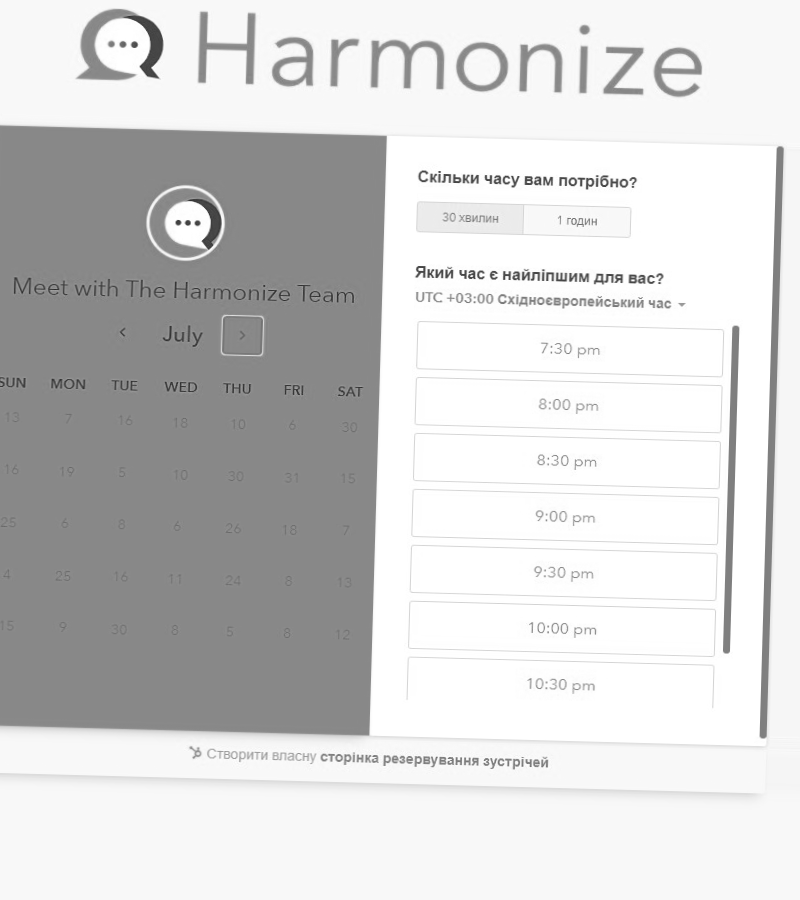 Harmonize
Meet with The Harmonize Team
July
SUN MON TUE WED THU FRI SAT
13 7 16 18 10 6 30
16 19 5 10 30 31 15
25 6 8 6 26 18 7
4 25 16 11 24 8 13
15 9 30 8 5 8 12
Скільки часу вам потрібно?
30 хвилин 1 годин
Який час є найліпшим для вас?
UTC +03:00 Східноєвропейський час
7:30 pm
8:00 pm
8:30 pm
9:00 pm
9:30 pm
10:00 pm
10:30 pm
Створити власну сторінка резервування зустрічей